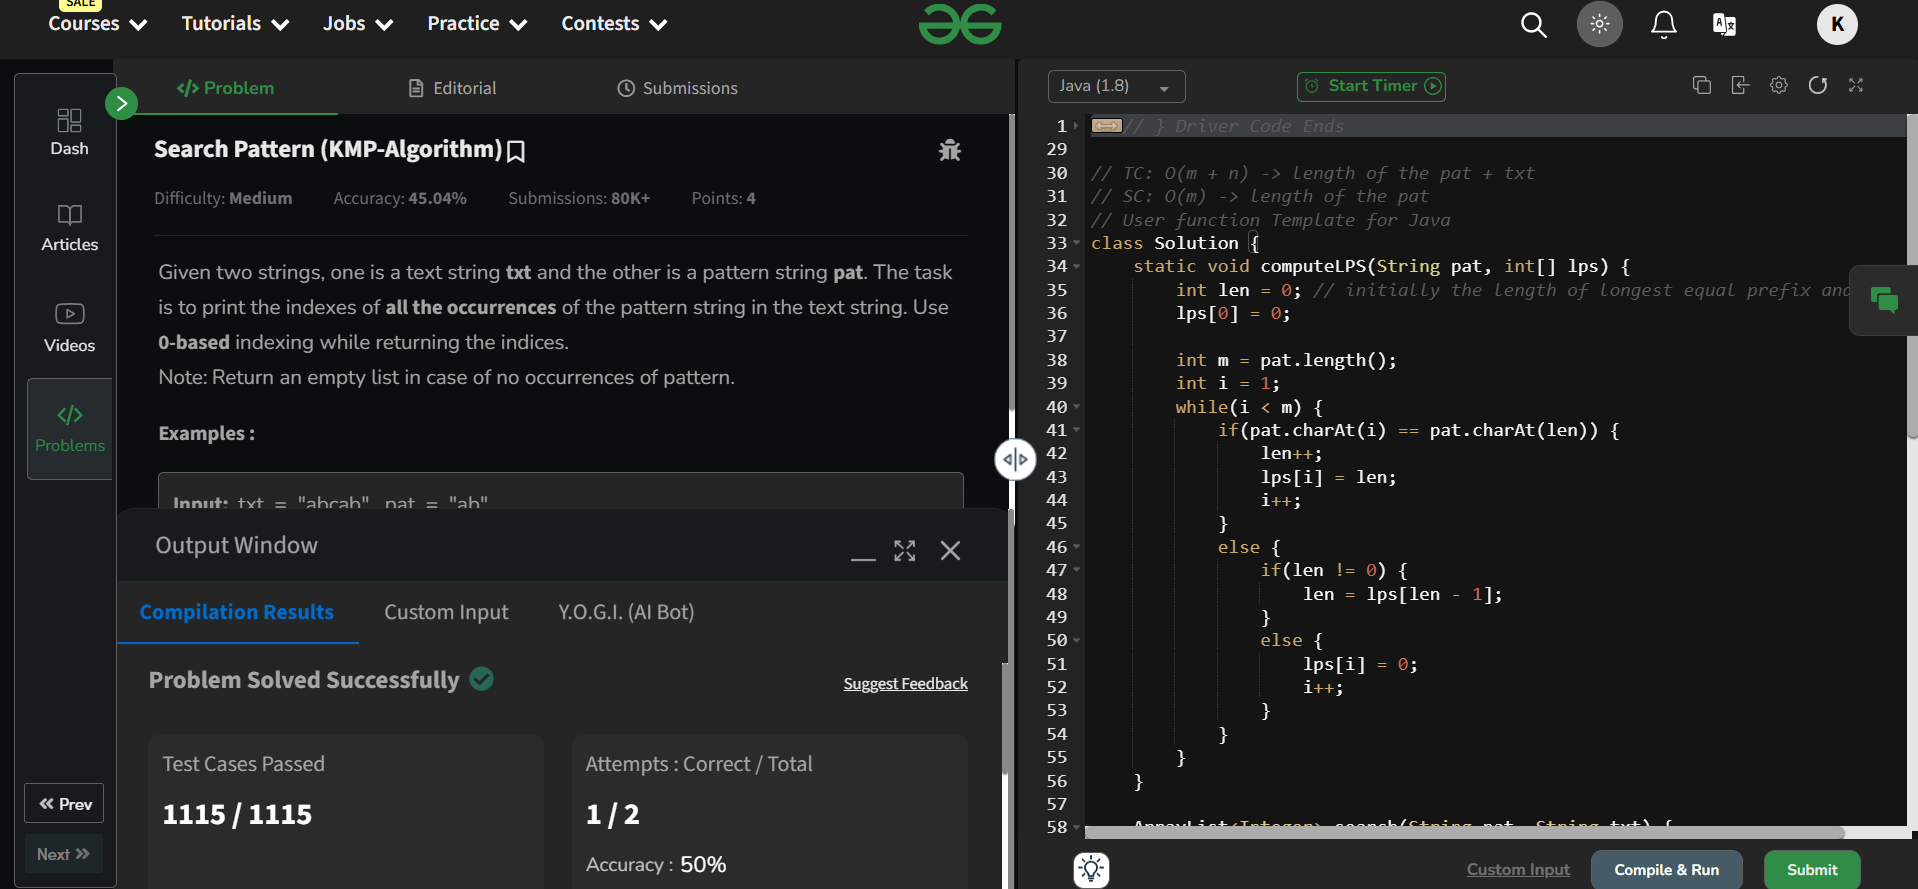 SALE
Courses Tutorials Jobs Practice Contests
K
Dash
Articles
Videos
Problems
Prev
Next
Problem Editorial Submissions
Search Pattern (KMP-Algorithm)
Difficulty: Medium Accuracy: 45.04% Submissions: 80K+ Points: 4
Given two strings, one is a text string txt and the other is a pattern string pat. The task
is to print the indexes of all the occurrences of the pattern string in the text string. Use
0-based indexing while returning the indices.
Note: Return an empty list in case of no occurrences of pattern.
Examples :
Input: txt = "abcab", pat = "ab"
Output Window
Compilation Results Custom Input Y.O.G.I. (AI Bot)
Problem Solved Successfully
Suggest Feedback
Test Cases Passed
1115 / 1115
Attempts : Correct / Total
1 / 2
Accuracy : 50%
Java (1.8) Start Timer
1 // } Driver Code Ends
29
30 // TC: O(m + n) -> length of the pat + txt
31 // SC: O(m) -> length of the pat
32 // User function Template for Java
33 class Solution {
34 static void computeLPS(String pat, int[] lps) {
35 int len = 0; // initially the length of longest equal prefix and
36 lps[0] = 0;
37
38 int m = pat.length();
39 int i = 1;
40 while(i < m) {
41 if(pat.charAt(i) == pat.charAt(len)) {
42 len++;
43 lps[i] = len;
44 i++;
45 }
46 else {
47 if(len != 0) {
48 len = lps[len - 1];
49 }
50 else {
51 lps[i] = 0;
52 i++;
53 }
54 }
55 }
56 }
57
58 ArrayList<Integer> search(String pat, String txt) {
Custom Input Compile & Run Submit